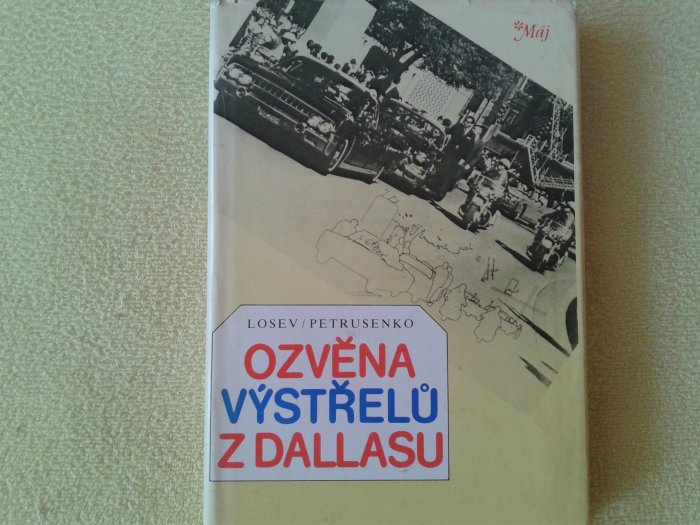 *Máj
LOSEV/PETRUSENKO
OZVĚNA
VÝSTŘELŮ
Z DALLASU